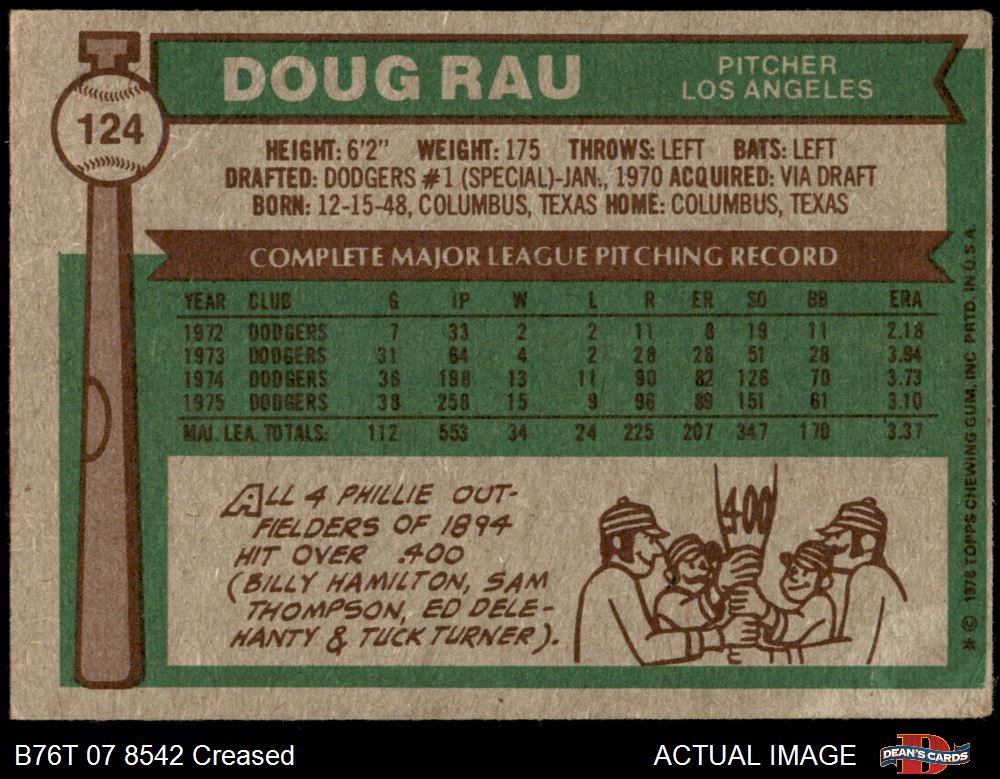 DOUG RAU
PITCHER
LOS ANGELES
124
HEIGHT: 6'2" WEIGHT: 175 THROWS: LEFT BATS: LEFT
DRAFTED: DODGERS #1 (SPECIAL)-JAN., 1970 ACQUIRED: VIA DRAFT
BORN: 12-15-48, COLUMBUS, TEXAS HOME: COLUMBUS, TEXAS
COMPLETE MAJOR LEAGUE PITCHING RECORD
YEAR CLUB G IP W L R ER SO BB ERA
1972 DODGERS 7 33 2 2 11 8 19 11 2.18
1973 DODGERS 31 64 4 2 28 28 51 28 3.94
1974 DODGERS 36 198 13 11 90 82 126 70 3.73
1975 DODGERS 38 258 15 9 96 89 151 61 3.10
MAJ. LEA. TOTALS: 112 553 34 24 225 207 347 170 3.37
ALL 4 PHILLIE OUT-
FIELDERS OF 1894
HIT OVER .400
(BILLY HAMILTON, SAM
THOMPSON, ED DELE-
HANTY & TUCK TURNER).
.400
* © 1976 TOPPS CHEWING GUM, INC. PRTD. IN U.S.A.
B76T 07 8542 Creased
ACTUAL IMAGE
DEAN'S CARDS